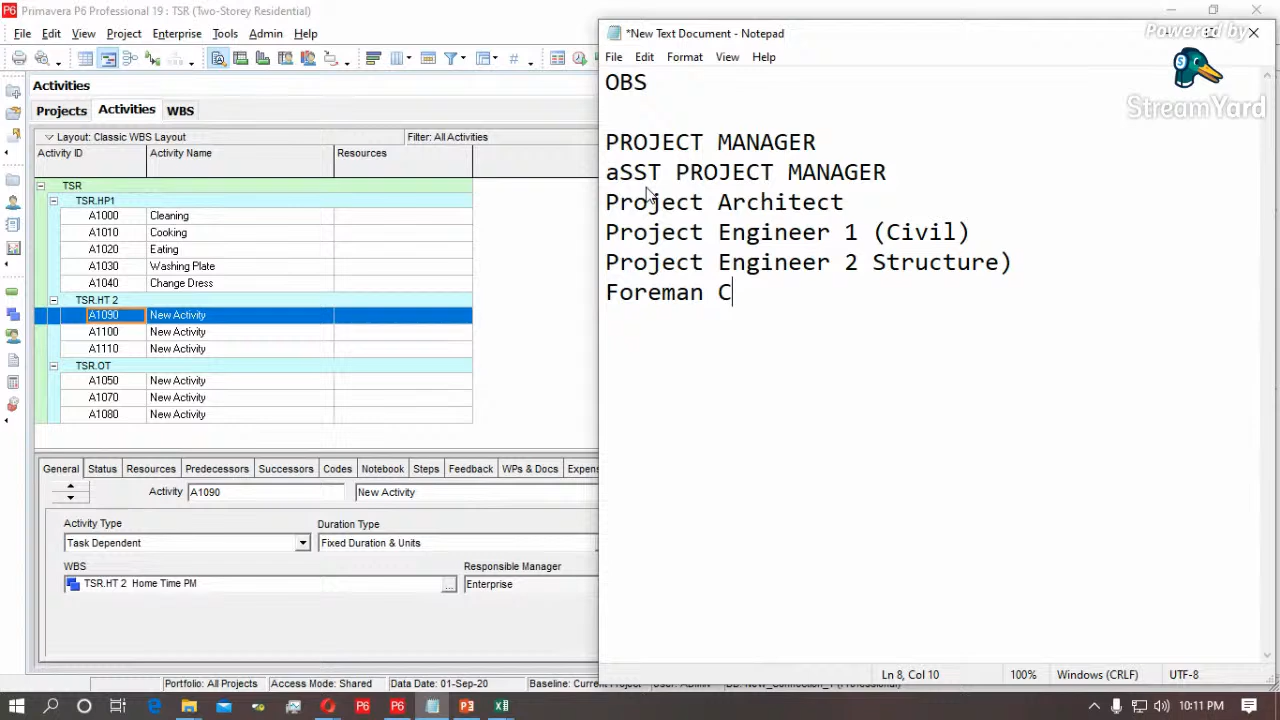 Primavera P6 Professional 19 : TSR (Two-Storey Residential)
File Edit View Project Enterprise Tools Admin Help
Activities
Projects Activities WBS
Layout: Classic WBS Layout Filter: All Activities
Activity ID Activity Name Resources
TSR
TSR.HP1
A1000 Cleaning
A1010 Cooking
A1020 Eating
A1030 Washing Plate
A1040 Change Dress
TSR.HT 2
A1090 New Activity
A1100 New Activity
A1110 New Activity
TSR.OT
A1050 New Activity
A1070 New Activity
A1080 New Activity
General Status Resources Predecessors Successors Codes Notebook Steps Feedback WPs & Docs Expens
Activity A1090 New Activity
Activity Type Duration Type
Task Dependent Fixed Duration & Units
WBS Responsible Manager
TSR.HT 2 Home Time PM ... Enterprise
Portfolio: All Projects Access Mode: Shared Data Date: 01-Sep-20 Baseline: Current Project
*New Text Document - Notepad
File Edit Format View Help
OBS
PROJECT MANAGER
aSST PROJECT MANAGER
Project Architect
Project Engineer 1 (Civil)
Project Engineer 2 Structure)
Foreman C
Ln 8, Col 10 100% Windows (CRLF) UTF-8
Powered by
StreamYard
10:11 PM